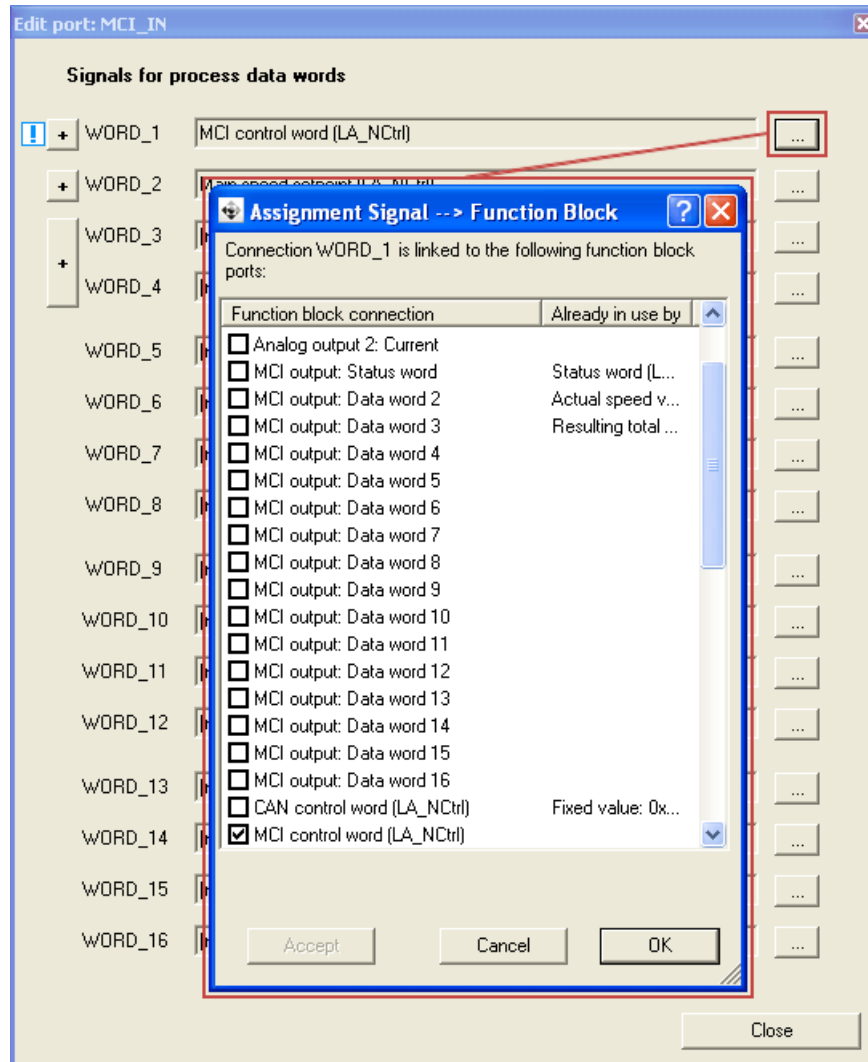 Edit port: MCI_IN
Signals for process data words
+ WORD_1 MCI control word (LA_NCtrl) ...
+ WORD_2 Main speed setpoint (LA_NCtrl) ...
WORD_3 ...
+
WORD_4 ...
WORD_5 ...
WORD_6 ...
WORD_7 ...
WORD_8 ...
WORD_9 ...
WORD_10 ...
WORD_11 ...
WORD_12 ...
WORD_13 ...
WORD_14 ...
WORD_15 ...
WORD_16 ...
Assignment Signal --> Function Block
Connection WORD_1 is linked to the following function block
ports:
Function block connection Already in use by
Analog output 2: Current
MCI output: Status word Status word (L...
MCI output: Data word 2 Actual speed v...
MCI output: Data word 3 Resulting total ...
MCI output: Data word 4
MCI output: Data word 5
MCI output: Data word 6
MCI output: Data word 7
MCI output: Data word 8
MCI output: Data word 9
MCI output: Data word 10
MCI output: Data word 11
MCI output: Data word 12
MCI output: Data word 13
MCI output: Data word 14
MCI output: Data word 15
MCI output: Data word 16
CAN control word (LA_NCtrl) Fixed value: 0x...
MCI control word (LA_NCtrl)
Accept Cancel OK
Close